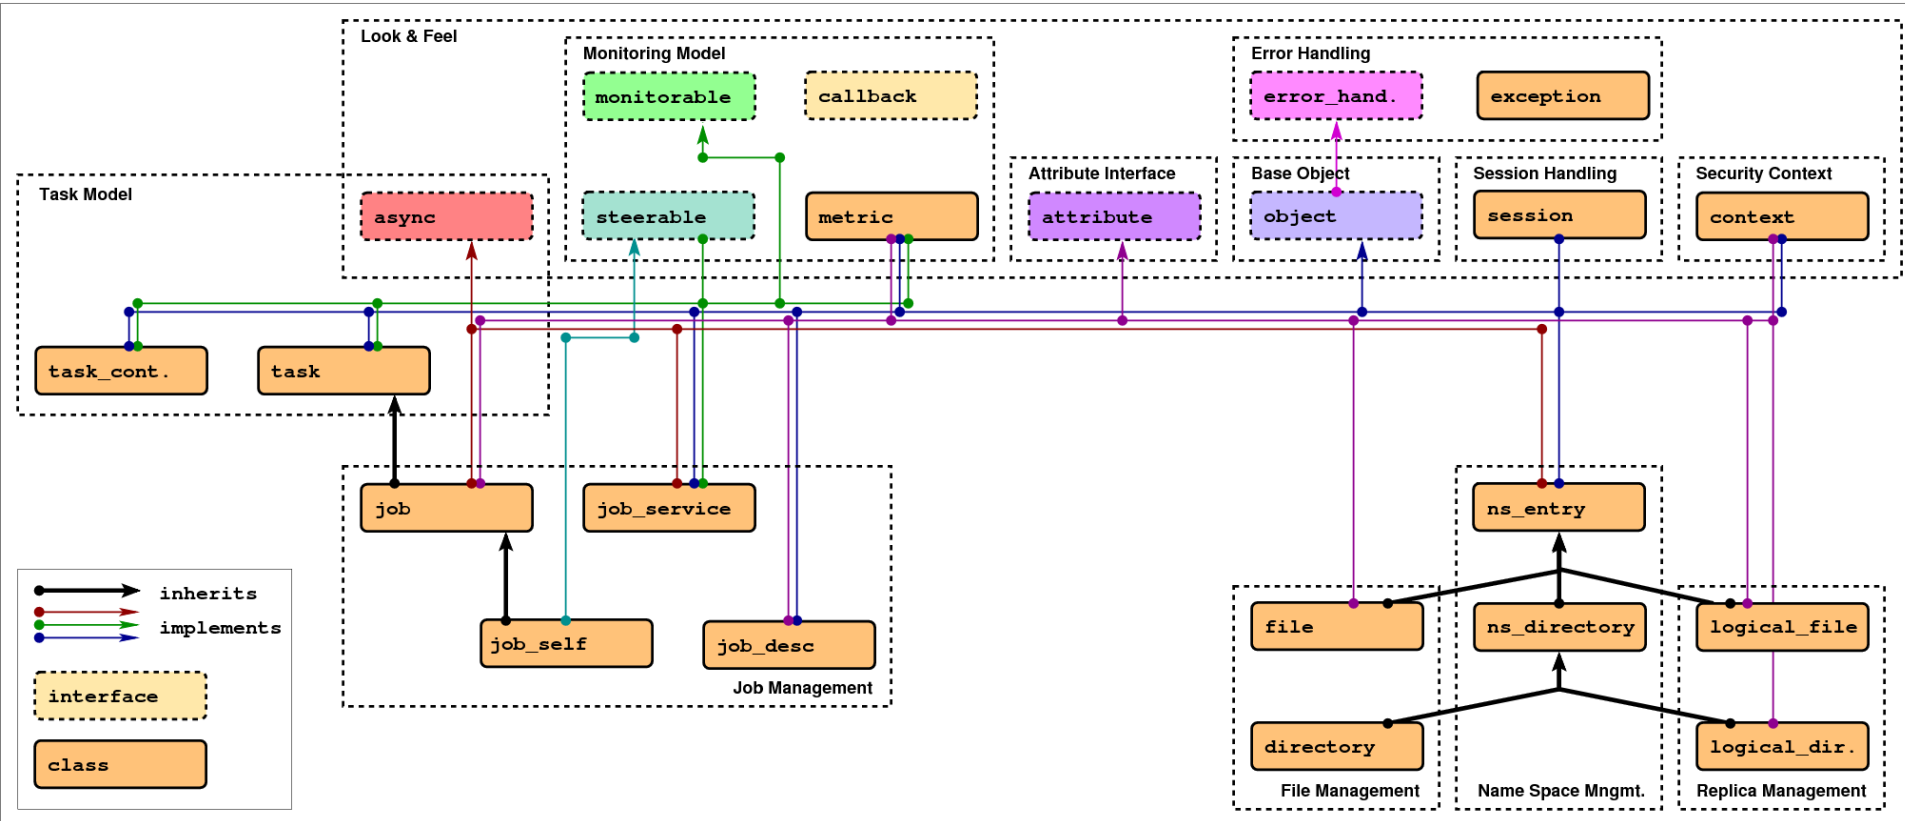 Look & Feel
Monitoring Model
Error Handling
monitorable
callback
error_hand.
exception
Task Model
Attribute Interface
Base Object
Session Handling
Security Context
async
steerable
metric
attribute
object
session
context
task_cont.
task
job
job_service
ns_entry
inherits
implements
job_self
job_desc
file
ns_directory
logical_file
interface
Job Management
class
directory
logical_dir.
File Management
Name Space Mngmt.
Replica Management